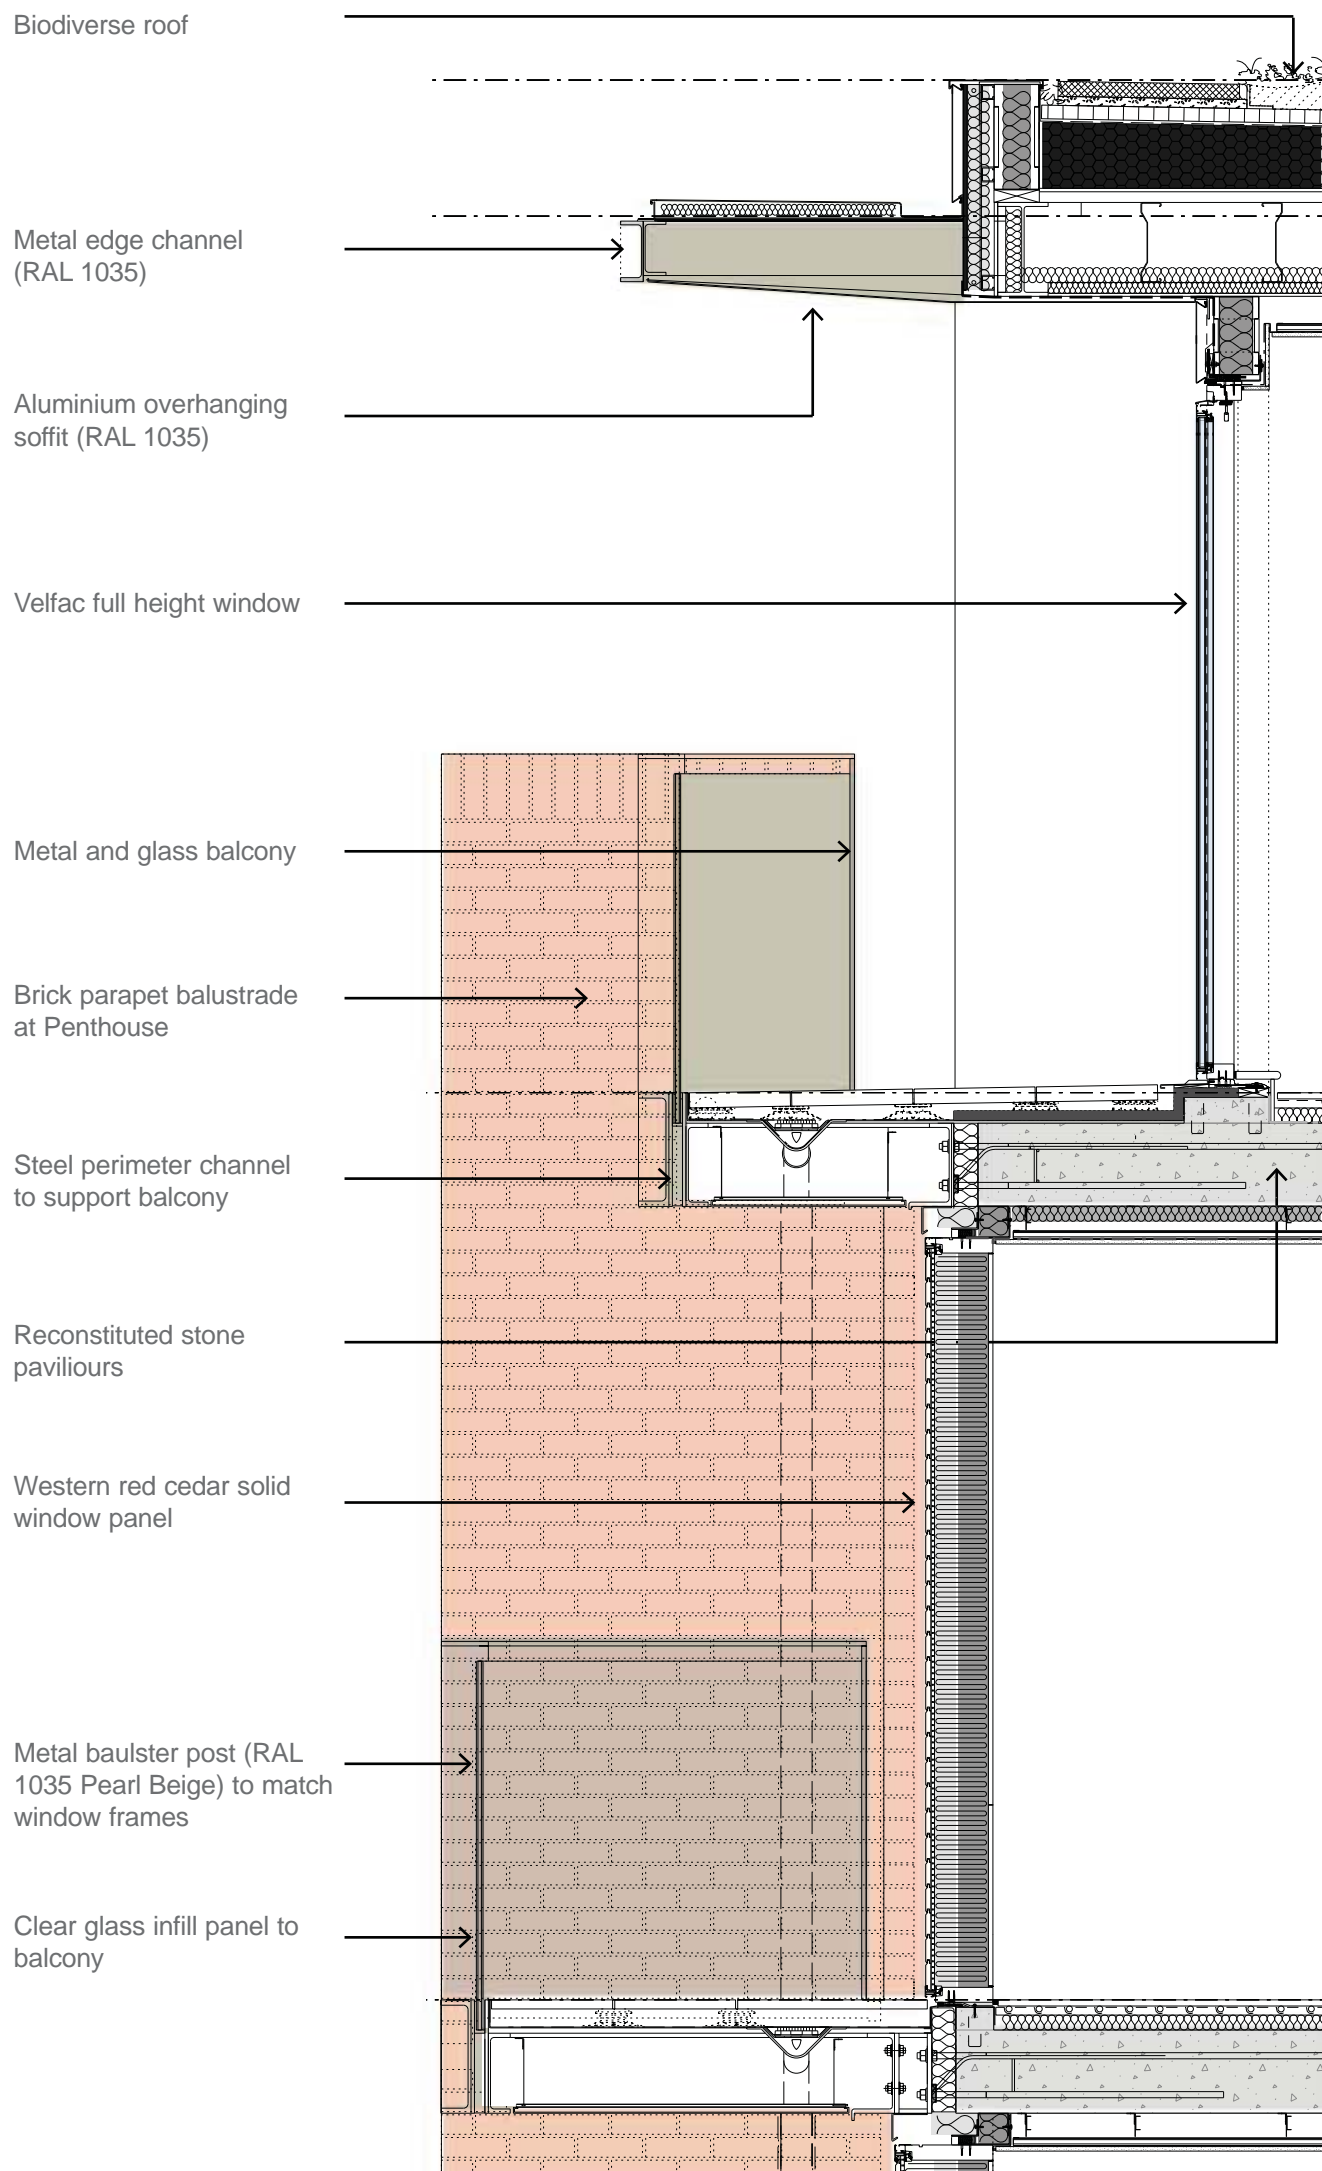 Biodiverse roof
Metal edge channel
(RAL 1035)
Aluminium overhanging
soffit (RAL 1035)
Velfac full height window
Metal and glass balcony
Brick parapet balustrade
at Penthouse
Steel perimeter channel
to support balcony
Reconstituted stone
paviliours
Western red cedar solid
window panel
Metal baulster post (RAL
1035 Pearl Beige) to match
window frames
Clear glass infill panel to
balcony